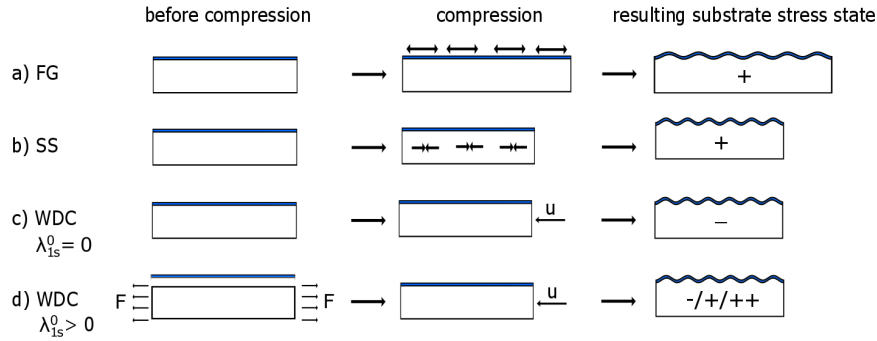 before compression compression resulting substrate stress state
a) FG +
b) SS +
c) WDC u −
λ⁰₁ₛ = 0
F F u
d) WDC -/+/++
λ⁰₁ₛ > 0